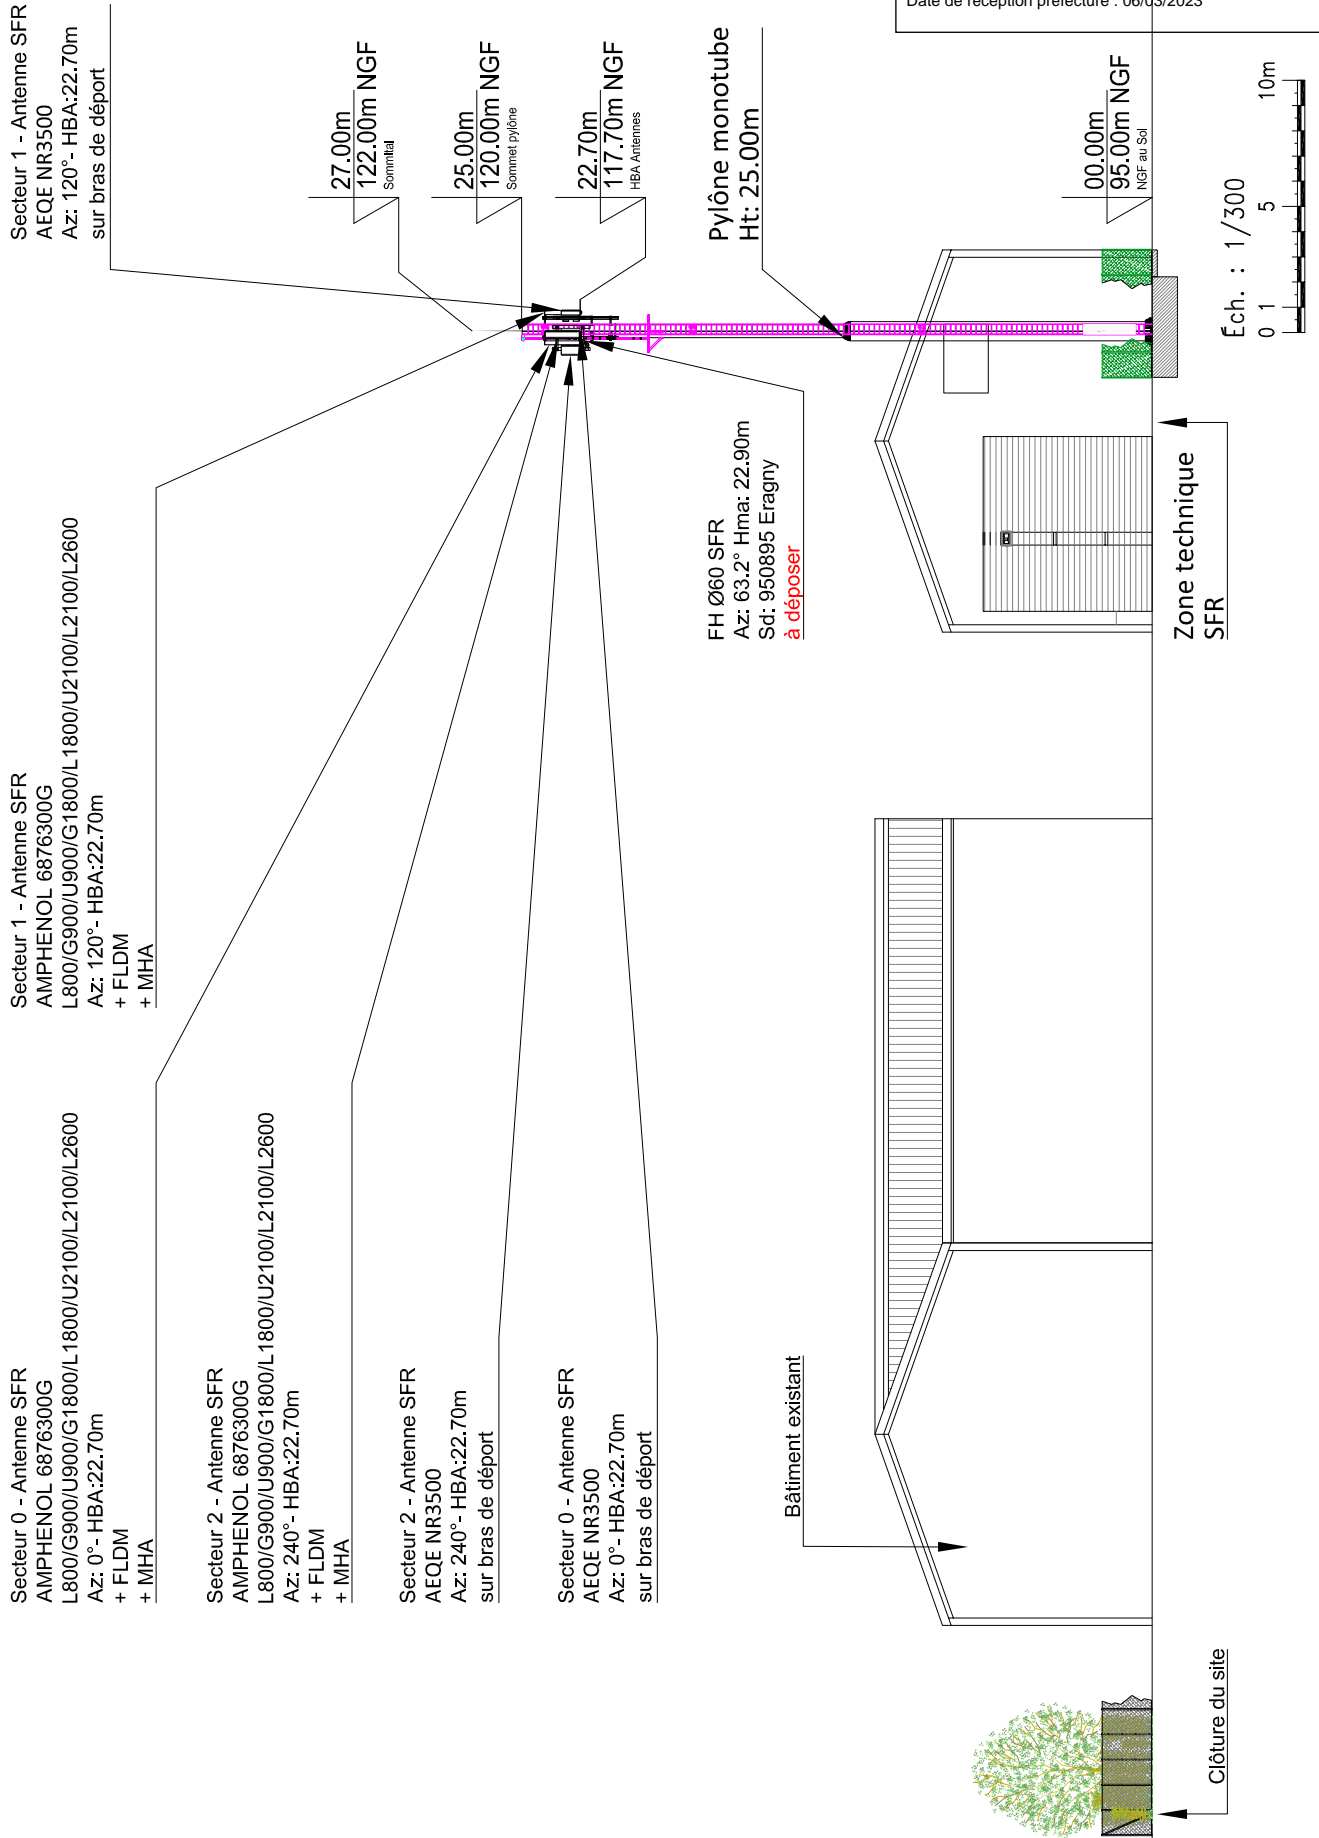 Date de réception préfecture : 06/03/2023
Secteur 0 - Antenne SFR
AMPHENOL 6876300G
L800/G900/U900/G1800/L1800/U2100/L2100/L2600
Az: 0°- HBA:22.70m
+ FLDM
+ MHA
Secteur 1 - Antenne SFR
AMPHENOL 6876300G
L800/G900/U900/G1800/L1800/U2100/L2100/L2600
Az: 120°- HBA:22.70m
+ FLDM
+ MHA
Secteur 1 - Antenne SFR
AEQE NR3500
Az: 120°- HBA:22.70m
sur bras de déport
Secteur 2 - Antenne SFR
AMPHENOL 6876300G
L800/G900/U900/G1800/L1800/U2100/L2100/L2600
Az: 240°- HBA:22.70m
+ FLDM
+ MHA
Secteur 2 - Antenne SFR
AEQE NR3500
Az: 240°- HBA:22.70m
sur bras de déport
Secteur 0 - Antenne SFR
AEQE NR3500
Az: 0°- HBA:22.70m
sur bras de déport
27.00m
122.00m NGF
Sommital
25.00m
120.00m NGF
Sommet pylône
22.70m
117.70m NGF
HBA Antennes
Pylône monotube
Ht: 25.00m
FH Ø60 SFR
Az: 63.2° Hma: 22.90m
Sd: 950895 Eragny
à déposer
Bâtiment existant
00.00m
95.00m NGF
NGF au Sol
Clôture du site
Zone technique
SFR
Éch. : 1/300
0 1 5 10m